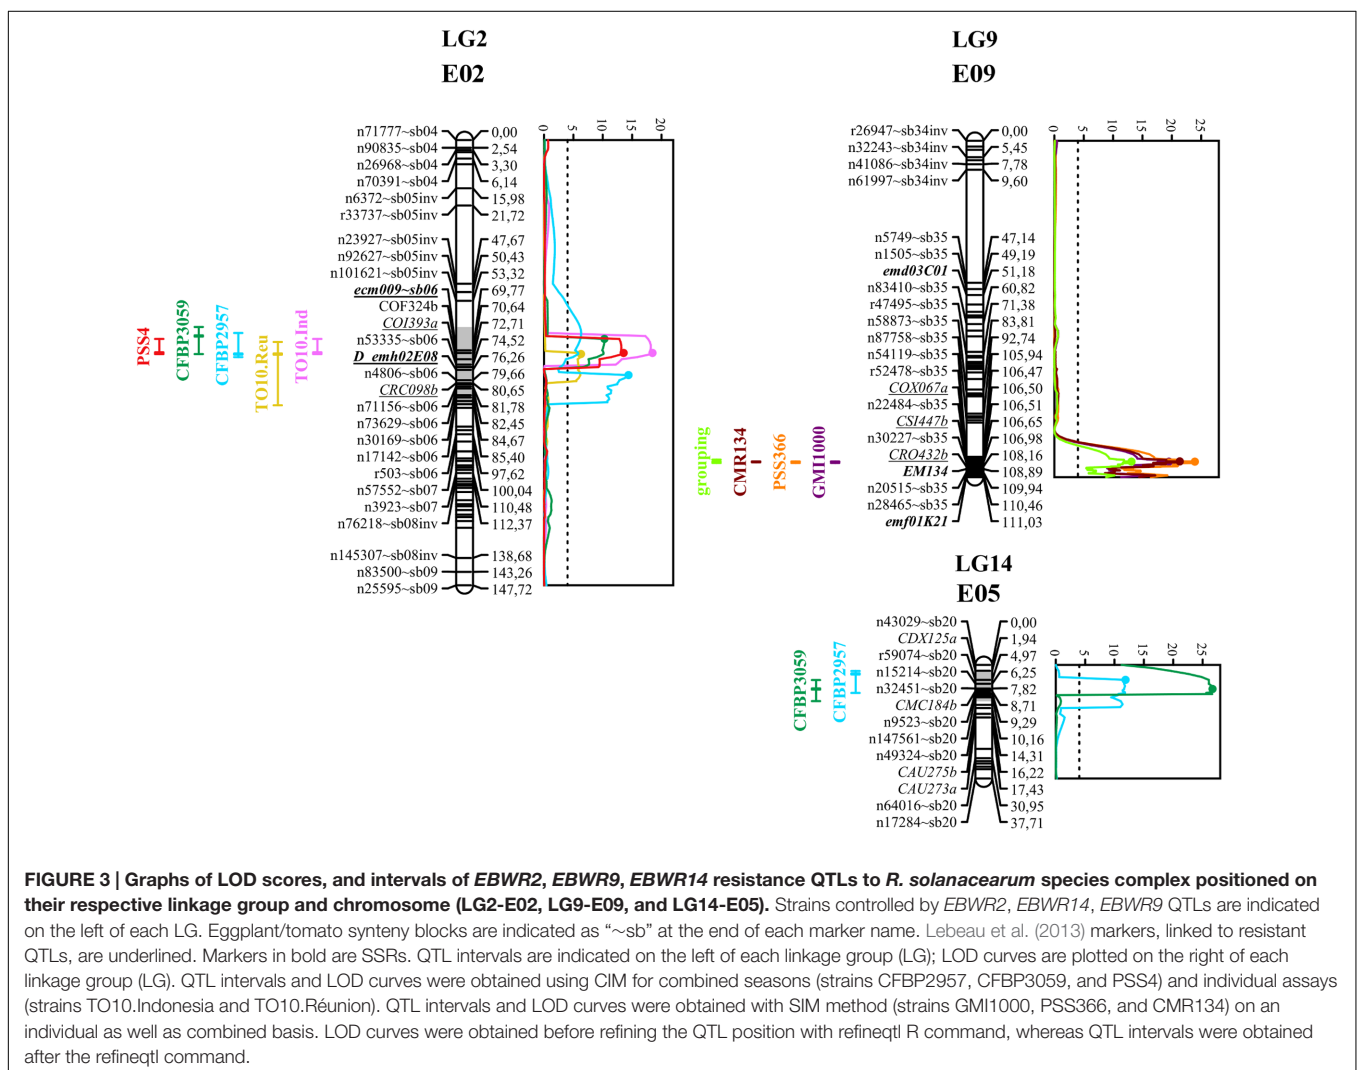 LG2
E02
0 5 10 15 20
n71777~sb04 0,00
n90835~sb04 2,54
n26968~sb04 3,30
n70391~sb04 6,14
n6372~sb05inv 15,98
r33737~sb05inv 21,72
n23927~sb05inv 47,67
n92627~sb05inv 50,43
n101621~sb05inv 53,32
ecm009~sb06 69,77
COF324b 70,64
COI393a 72,71
n53335~sb06 74,52
D_emh02E08 76,26
n4806~sb06 79,66
CRC098b 80,65
n71156~sb06 81,78
n73629~sb06 82,45
n30169~sb06 84,67
n17142~sb06 85,40
r503~sb06 97,62
n57552~sb07 100,04
n3923~sb07 110,48
n76218~sb08inv 112,37
n145307~sb08inv 138,68
n83500~sb09 143,26
n25595~sb09 147,72
PSS4
CFBP3059
CFBP2957
TO10.Reu
TO10.Ind
LG9
E09
0 5 10 15 20 25
r26947~sb34inv 0,00
n32243~sb34inv 5,45
n41086~sb34inv 7,78
n61997~sb34inv 9,60
n5749~sb35 47,14
n1505~sb35 49,19
emd03C01 51,18
n83410~sb35 60,82
r47495~sb35 71,38
n58873~sb35 83,81
n87758~sb35 92,74
n54119~sb35 105,94
n52478~sb35 106,47
COX067a 106,50
n22484~sb35 106,51
CSI447b 106,65
n30227~sb35 106,98
CRO432b 108,16
EM134 108,89
n20515~sb35 109,94
n28465~sb35 110,46
emf01K21 111,03
grouping
CMR134
PSS366
GMI1000
LG14
E05
0 5 10 15 20 25
n43029~sb20 0,00
CDX125a 1,94
r59074~sb20 4,97
n15214~sb20 6,25
n32451~sb20 7,82
CMC184b 8,71
n9523~sb20 9,29
n147561~sb20 10,16
n49324~sb20 14,31
CAU275b 16,22
CAU273a 17,43
n64016~sb20 30,95
n17284~sb20 37,71
CFBP3059
CFBP2957
FIGURE 3 | Graphs of LOD scores, and intervals of EBWR2, EBWR9, EBWR14 resistance QTLs to R. solanacearum species complex positioned on
their respective linkage group and chromosome (LG2-E02, LG9-E09, and LG14-E05). Strains controlled by EBWR2, EBWR14, EBWR9 QTLs are indicated
on the left of each LG. Eggplant/tomato synteny blocks are indicated as “~sb” at the end of each marker name. Lebeau et al. (2013) markers, linked to resistant
QTLs, are underlined. Markers in bold are SSRs. QTL intervals are indicated on the left of each linkage group (LG); LOD curves are plotted on the right of each
linkage group (LG). QTL intervals and LOD curves were obtained using CIM for combined seasons (strains CFBP2957, CFBP3059, and PSS4) and individual assays
(strains TO10.Indonesia and TO10.Réunion). QTL intervals and LOD curves were obtained with SIM method (strains GMI1000, PSS366, and CMR134) on an
individual as well as combined basis. LOD curves were obtained before refining the QTL position with refineqtl R command, whereas QTL intervals were obtained
after the refineqtl command.